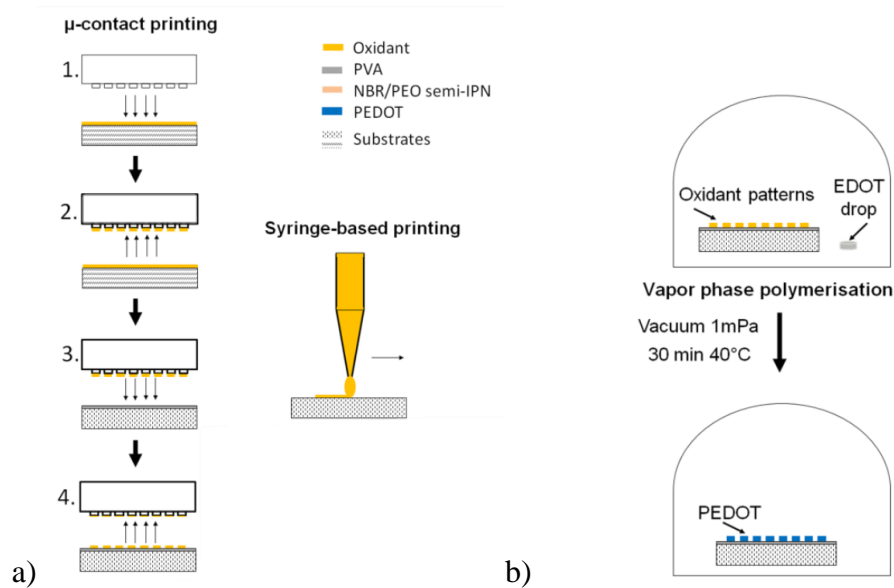 μ-contact printing
1.
2.
3.
4.
Oxidant
PVA
NBR/PEO semi-IPN
PEDOT
Substrates
Syringe-based printing
a)
Oxidant patterns
EDOT
drop
Vapor phase polymerisation
Vacuum 1mPa
30 min 40°C
PEDOT
b)